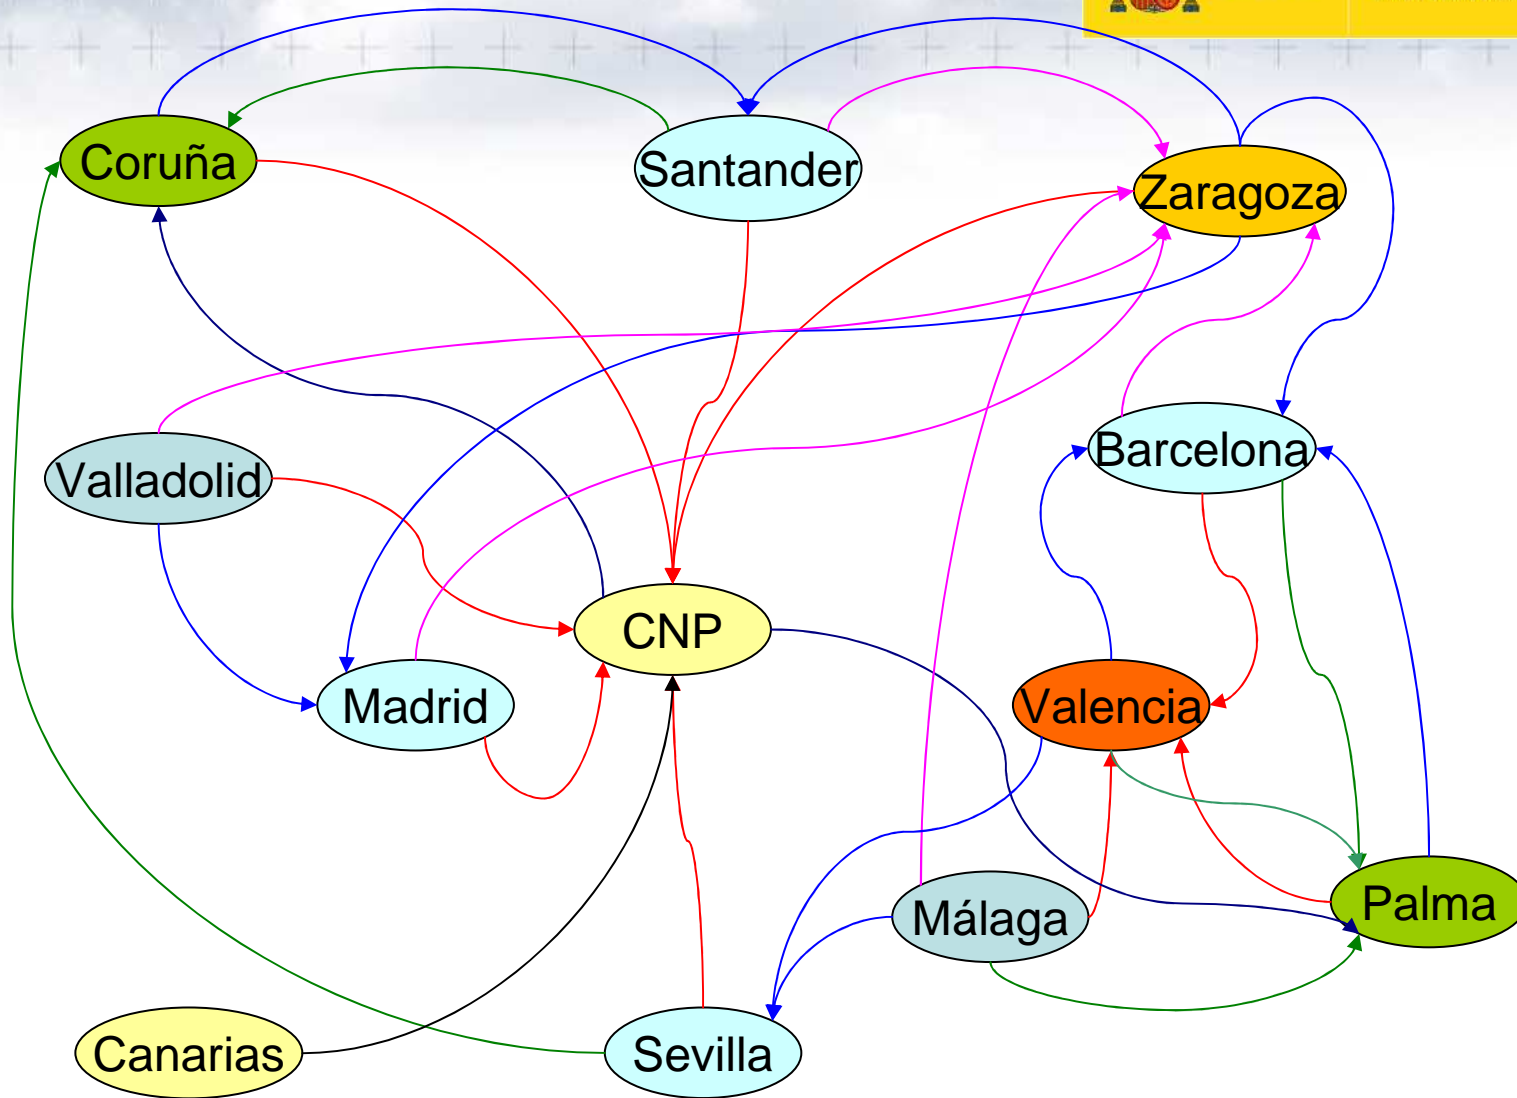 Coruña
Santander
Zaragoza
Valladolid
Barcelona
CNP
Madrid
Valencia
Málaga
Palma
Canarias
Sevilla